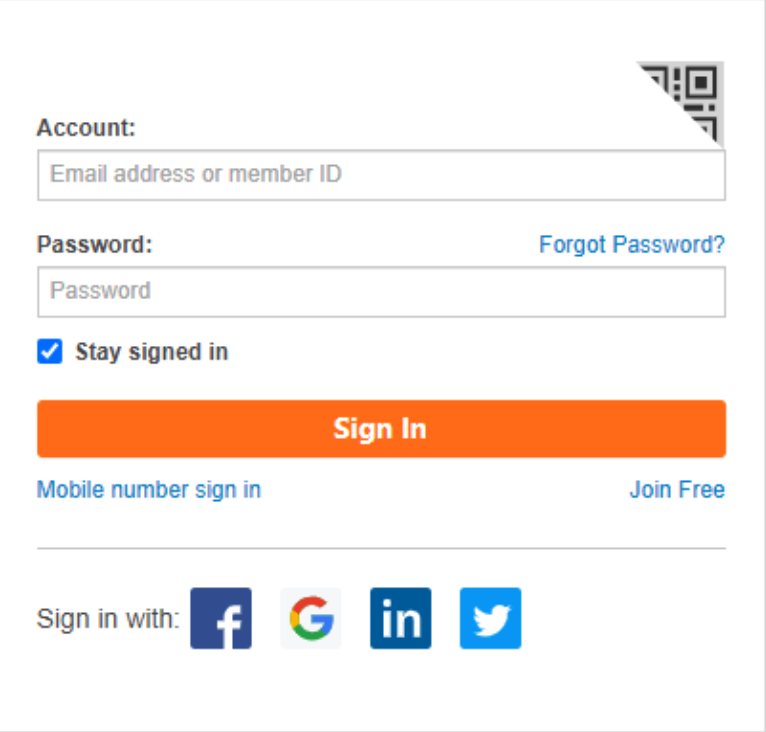 Account:
Email address or member ID
Password: Forgot Password?
Password
Stay signed in
Sign In
Mobile number sign in Join Free
Sign in with: f G in